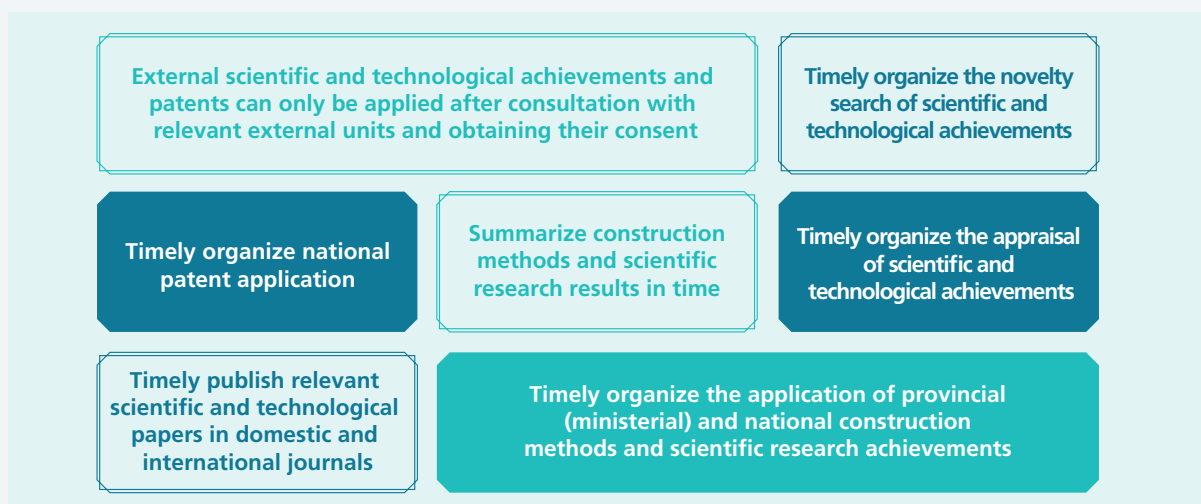 External scientific and technological achievements and
patents can only be applied after consultation with
relevant external units and obtaining their consent
Timely organize the novelty
search of scientific and
technological achievements
Timely organize national
patent application
Summarize construction
methods and scientific
research results in time
Timely organize the appraisal
of scientific and
technological achievements
Timely publish relevant
scientific and technological
papers in domestic and
international journals
Timely organize the application of provincial
(ministerial) and national construction
methods and scientific research achievements